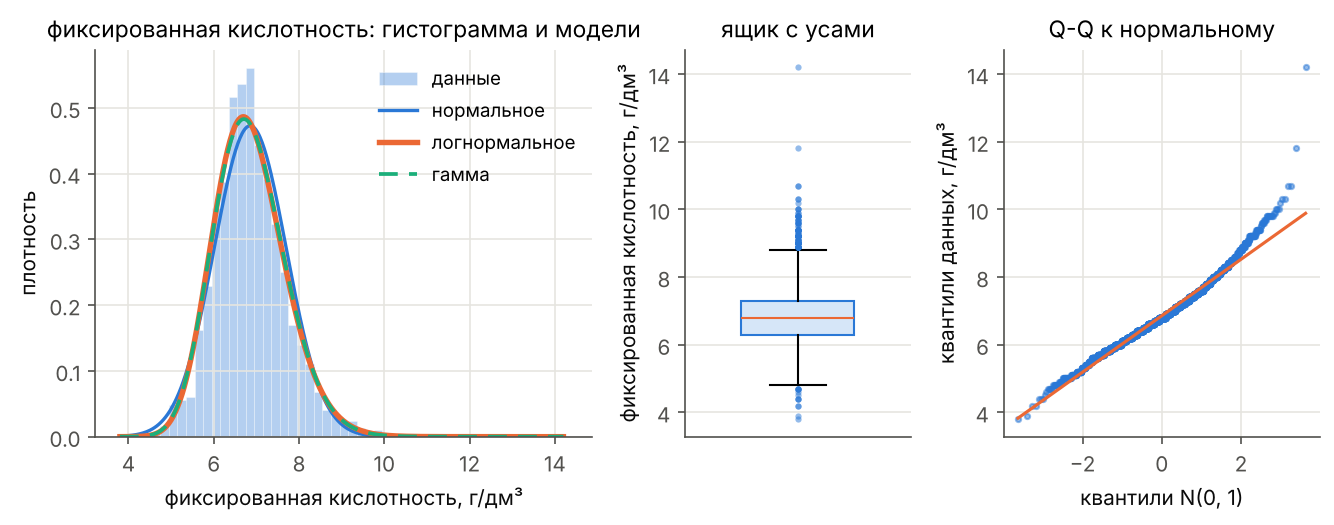 фиксированная кислотность: гистограмма и модели
плотность
0.5
0.4
0.3
0.2
0.1
0.0
данные
нормальное
логнормальное
гамма
4 6 8 10 12 14
фиксированная кислотность, г/дм³
ящик с усами
фиксированная кислотность, г/дм³
14
12
10
8
6
4
Q-Q к нормальному
квантили данных, г/дм³
14
12
10
8
6
4
−2 0 2
квантили N(0, 1)